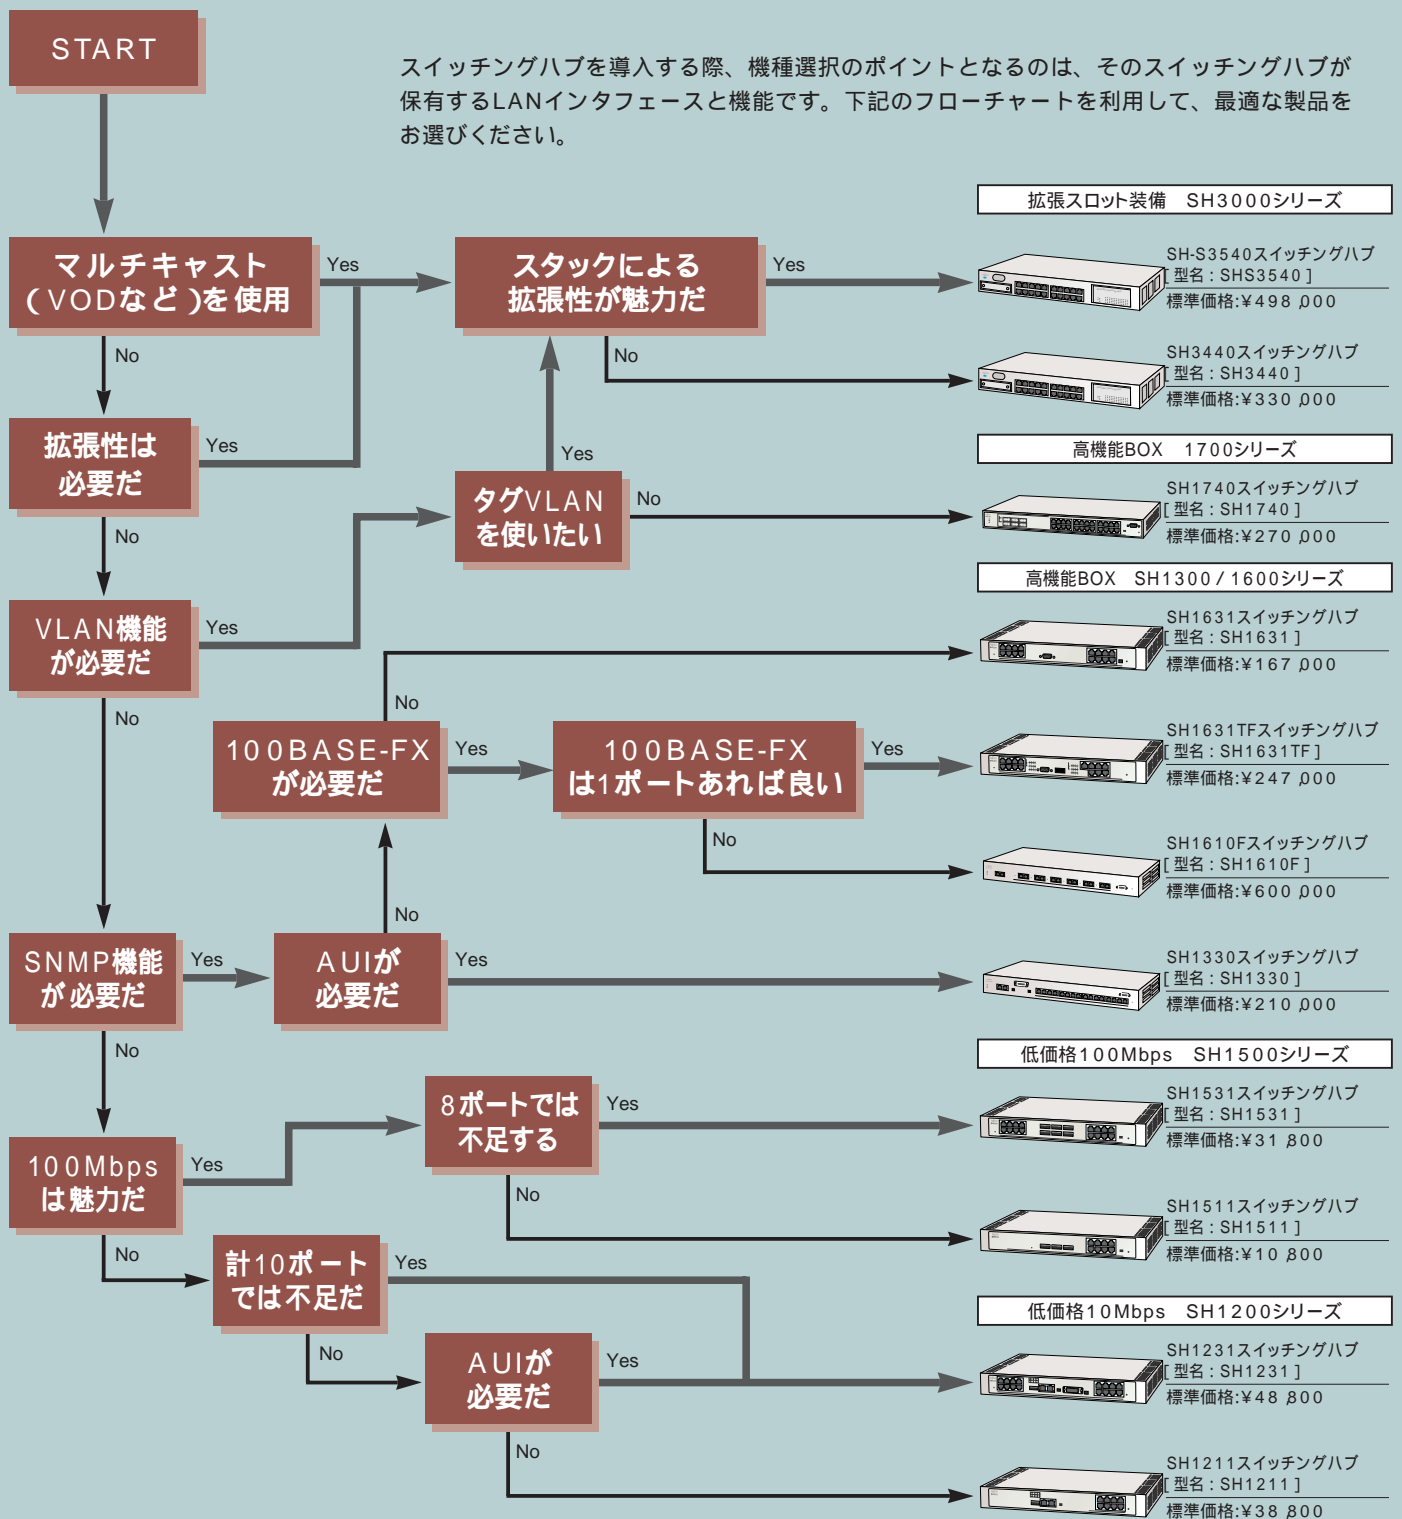 START
スイッチングハブを導入する際、機種選択のポイントとなるのは、そのスイッチングハブが
保有するLANインタフェースと機能です。下記のフローチャートを利用して、最適な製品を
お選びください。
拡張スロット装備　SH3000シリーズ
マルチキャスト
(VODなど)を使用
Yes
スタックによる
拡張性が魅力だ
Yes
SH-S3540スイッチングハブ
[型名：SHS3540]
標準価格:¥498,000
No
No
SH3440スイッチングハブ
[型名：SH3440]
標準価格:¥330,000
拡張性は
必要だ
Yes
高機能BOX　1700シリーズ
Yes
タグVLAN
を使いたい
No
SH1740スイッチングハブ
[型名：SH1740]
標準価格:¥270,000
No
高機能BOX　SH1300/1600シリーズ
VLAN機能
が必要だ
Yes
SH1631スイッチングハブ
[型名：SH1631]
標準価格:¥167,000
No
No
100BASE-FX
が必要だ
Yes
100BASE-FX
は1ポートあれば良い
Yes
SH1631TFスイッチングハブ
[型名：SH1631TF]
標準価格:¥247,000
No
SH1610Fスイッチングハブ
[型名：SH1610F]
標準価格:¥600,000
No
SNMP機能
が必要だ
Yes
AUIが
必要だ
Yes
SH1330スイッチングハブ
[型名：SH1330]
標準価格:¥210,000
No
低価格100Mbps　SH1500シリーズ
8ポートでは
不足する
Yes
SH1531スイッチングハブ
[型名：SH1531]
標準価格:¥31,800
100Mbps
は魅力だ
Yes
No
SH1511スイッチングハブ
[型名：SH1511]
標準価格:¥10,800
No
計10ポート
では不足だ
Yes
低価格10Mbps　SH1200シリーズ
No
AUIが
必要だ
Yes
SH1231スイッチングハブ
[型名：SH1231]
標準価格:¥48,800
No
SH1211スイッチングハブ
[型名：SH1211]
標準価格:¥38,800